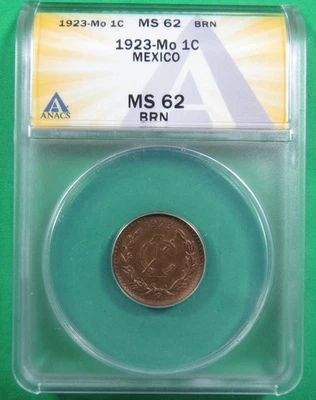 1923-Mo 1C MS 62 BRN
1923-Mo 1C
MEXICO
ANACS
MS 62
BRN